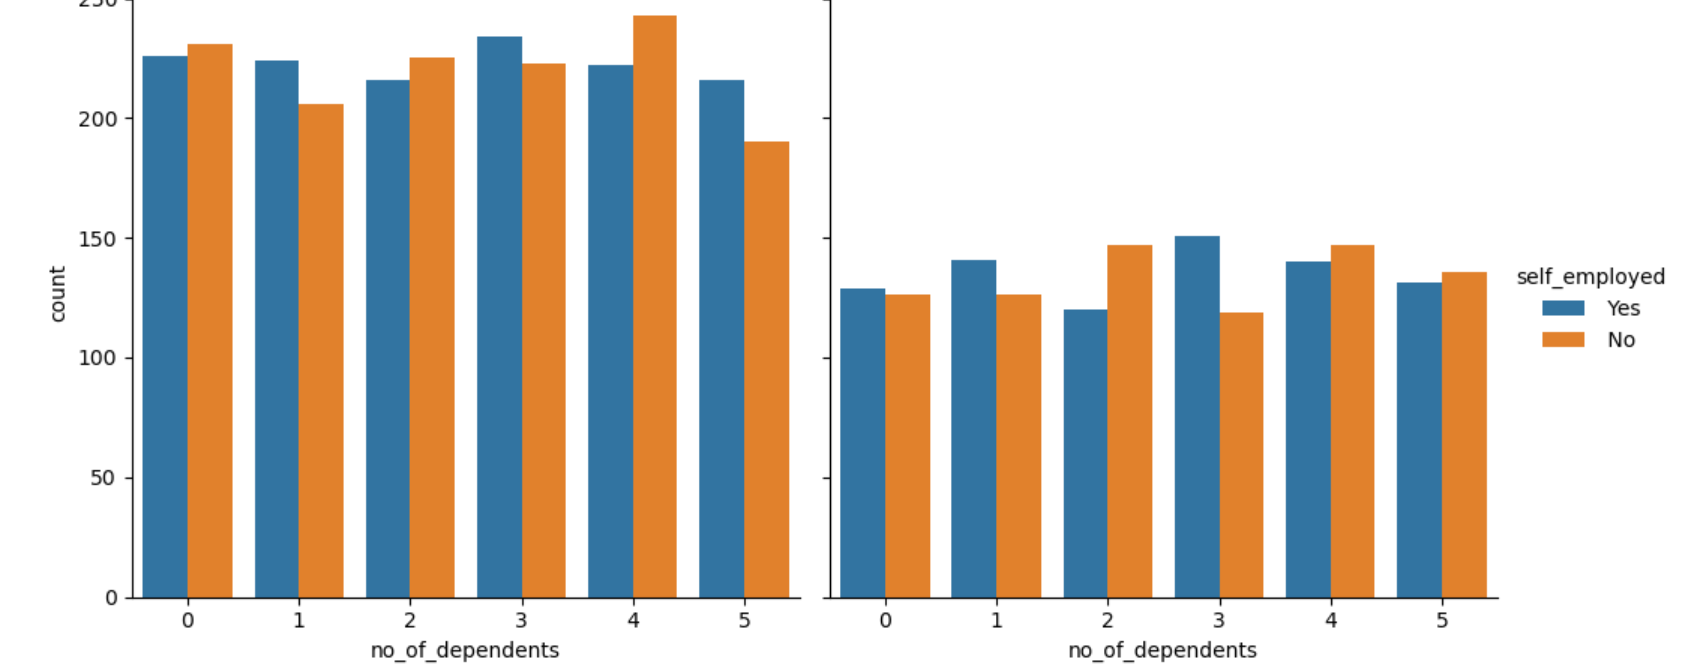 250
200
150
100
50
0
count
0 1 2 3 4 5
no_of_dependents
0 1 2 3 4 5
no_of_dependents
self_employed
Yes
No